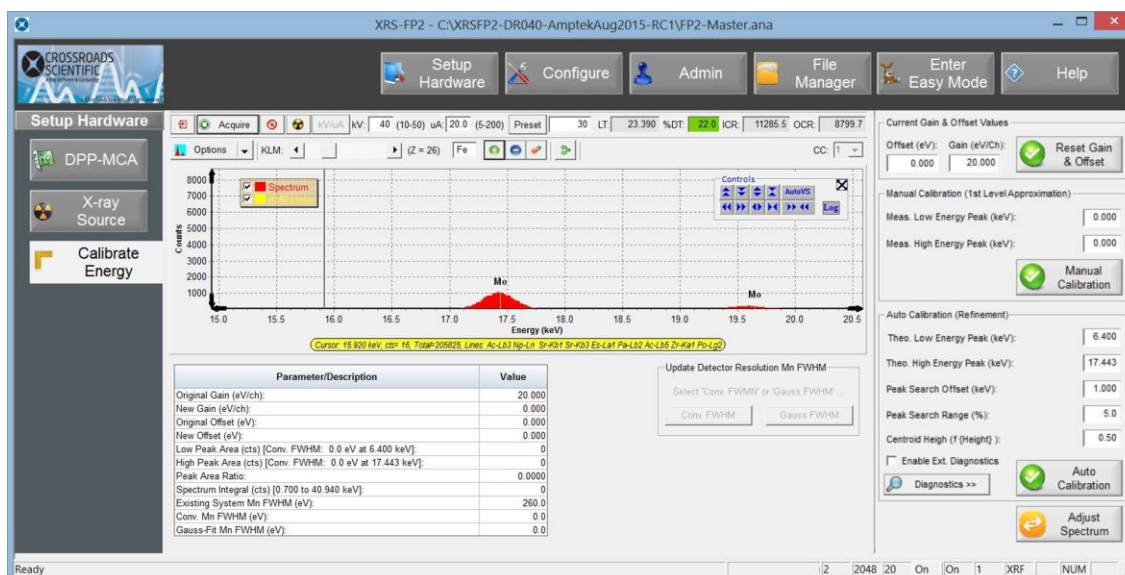 XRS-FP2 - C:\XRSFP2-DR040-AmptekAug2015-RC1\FP2-Master.ana
CROSSROADS
SCIENTIFIC
Setup
Hardware
Configure
Admin
File
Manager
Enter
Easy Mode
Help
Setup Hardware
DPP-MCA
X-ray
Source
Calibrate
Energy
Acquire kV/uA kV: 40 (10-50) uA: 20.0 (5-200) Preset 30 LT: 23.390 %DT: 22.0 ICR: 11285.5 OCR: 8799.7
Options KLM: (Z = 26) Fe CC: 1
Spectrum
Controls
AutoVS
Log
8000
7000
6000
5000
4000
3000
2000
1000
Counts
Mo
Mo
15.0 15.5 16.0 16.5 17.0 17.5 18.0 18.5 19.0 19.5 20.0 20.5
Energy (keV)
Cursor: 15.920 keV, cts= 16, Total=205825, Lines: Ac-Lb3 Np-Ln Sr-Kb1 Sr-Kb3 Es-La1 Pa-Lb2 Ac-Lb5 Zr-Ka1 Po-Lg2
Parameter/Description Value
Original Gain (eV/ch): 20.000
New Gain (eV/ch): 0.000
Original Offset (eV): 0.000
New Offset (eV): 0.000
Low Peak Area (cts) [Conv. FWHM: 0.0 eV at 6.400 keV]: 0
High Peak Area (cts) [Conv. FWHM: 0.0 eV at 17.443 keV]: 0
Peak Area Ratio: 0.0000
Spectrum Integral (cts) [0.700 to 40.940 keV]: 0
Existing System Mn FWHM (eV): 260.0
Conv. Mn FWHM (eV): 0.0
Gauss-Fit Mn FWHM (eV): 0.0
Update Detector Resolution Mn FWHM
Select 'Conv. FWMN' or 'Gauss FWHM' ...
Conv. FWHM Gauss FWHM
Current Gain & Offset Values
Offset (eV): Gain (eV/Ch):
0.000 20.000
Reset Gain
& Offset
Manual Calibration (1st Level Approximation)
Meas. Low Energy Peak (keV): 0.000
Meas. High Energy Peak (keV): 0.000
Manual
Calibration
Auto Calibration (Refinement)
Theo. Low Energy Peak (keV): 6.400
Theo. High Energy Peak (keV): 17.443
Peak Search Offset (keV): 1.000
Peak Search Range (%): 5.0
Centroid Heigh (f {Height} ): 0.50
Enable Ext. Diagnostics
Diagnostics >>
Auto
Calibration
Adjust
Spectrum
Ready 2 2048 20 On On 1 XRF NUM